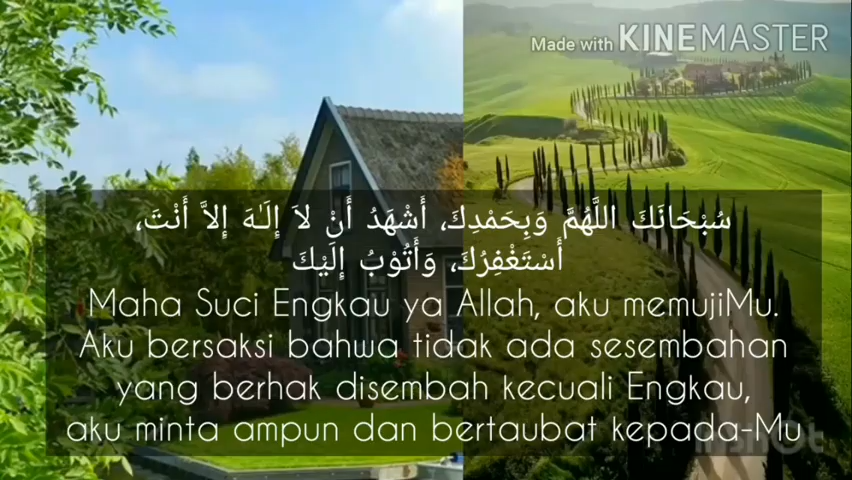 Made with KINEMASTER
سُبْحَانَكَ اللَّهُمَّ وَبِحَمْدِكَ، أَشْهَدُ أَنْ لاَ إِلَـٰهَ إِلاَّ أَنْتَ،
أَسْتَغْفِرُكَ، وَأَتُوْبُ إِلَيْكَ
Maha Suci Engkau ya Allah, aku memujiMu.
Aku bersaksi bahwa tidak ada sesembahan
yang berhak disembah kecuali Engkau,
aku minta ampun dan bertaubat kepada-Mu